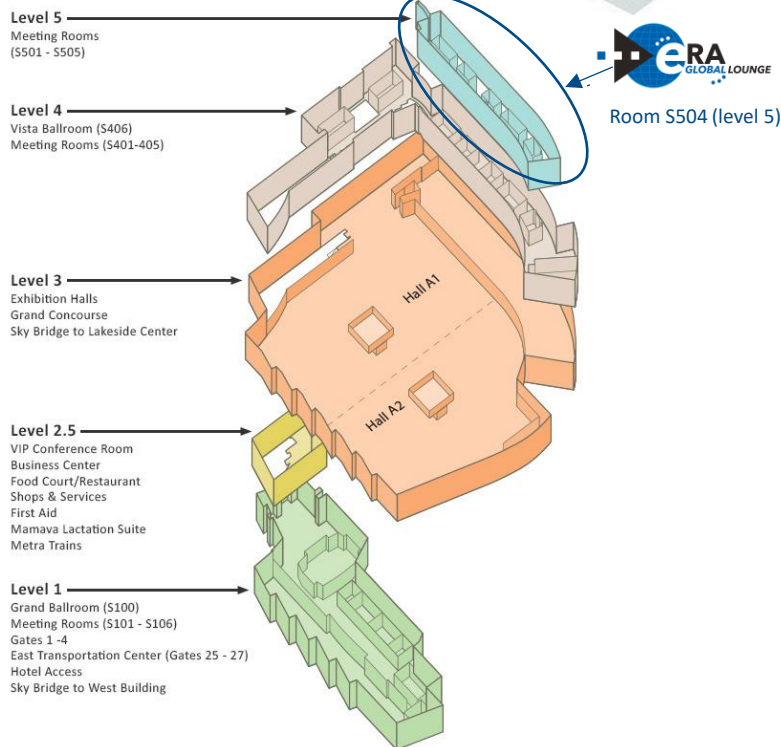 Level 5
Meeting Rooms
(S501 - S505)
eRA
GLOBAL LOUNGE
Room S504 (level 5)
Level 4
Vista Ballroom (S406)
Meeting Rooms (S401-405)
Level 3
Exhibition Halls
Grand Concourse
Sky Bridge to Lakeside Center
Hall A1
Hall A2
Level 2.5
VIP Conference Room
Business Center
Food Court/Restaurant
Shops & Services
First Aid
Mamava Lactation Suite
Metra Trains
Level 1
Grand Ballroom (S100)
Meeting Rooms (S101 - S106)
Gates 1 -4
East Transportation Center (Gates 25 - 27)
Hotel Access
Sky Bridge to West Building